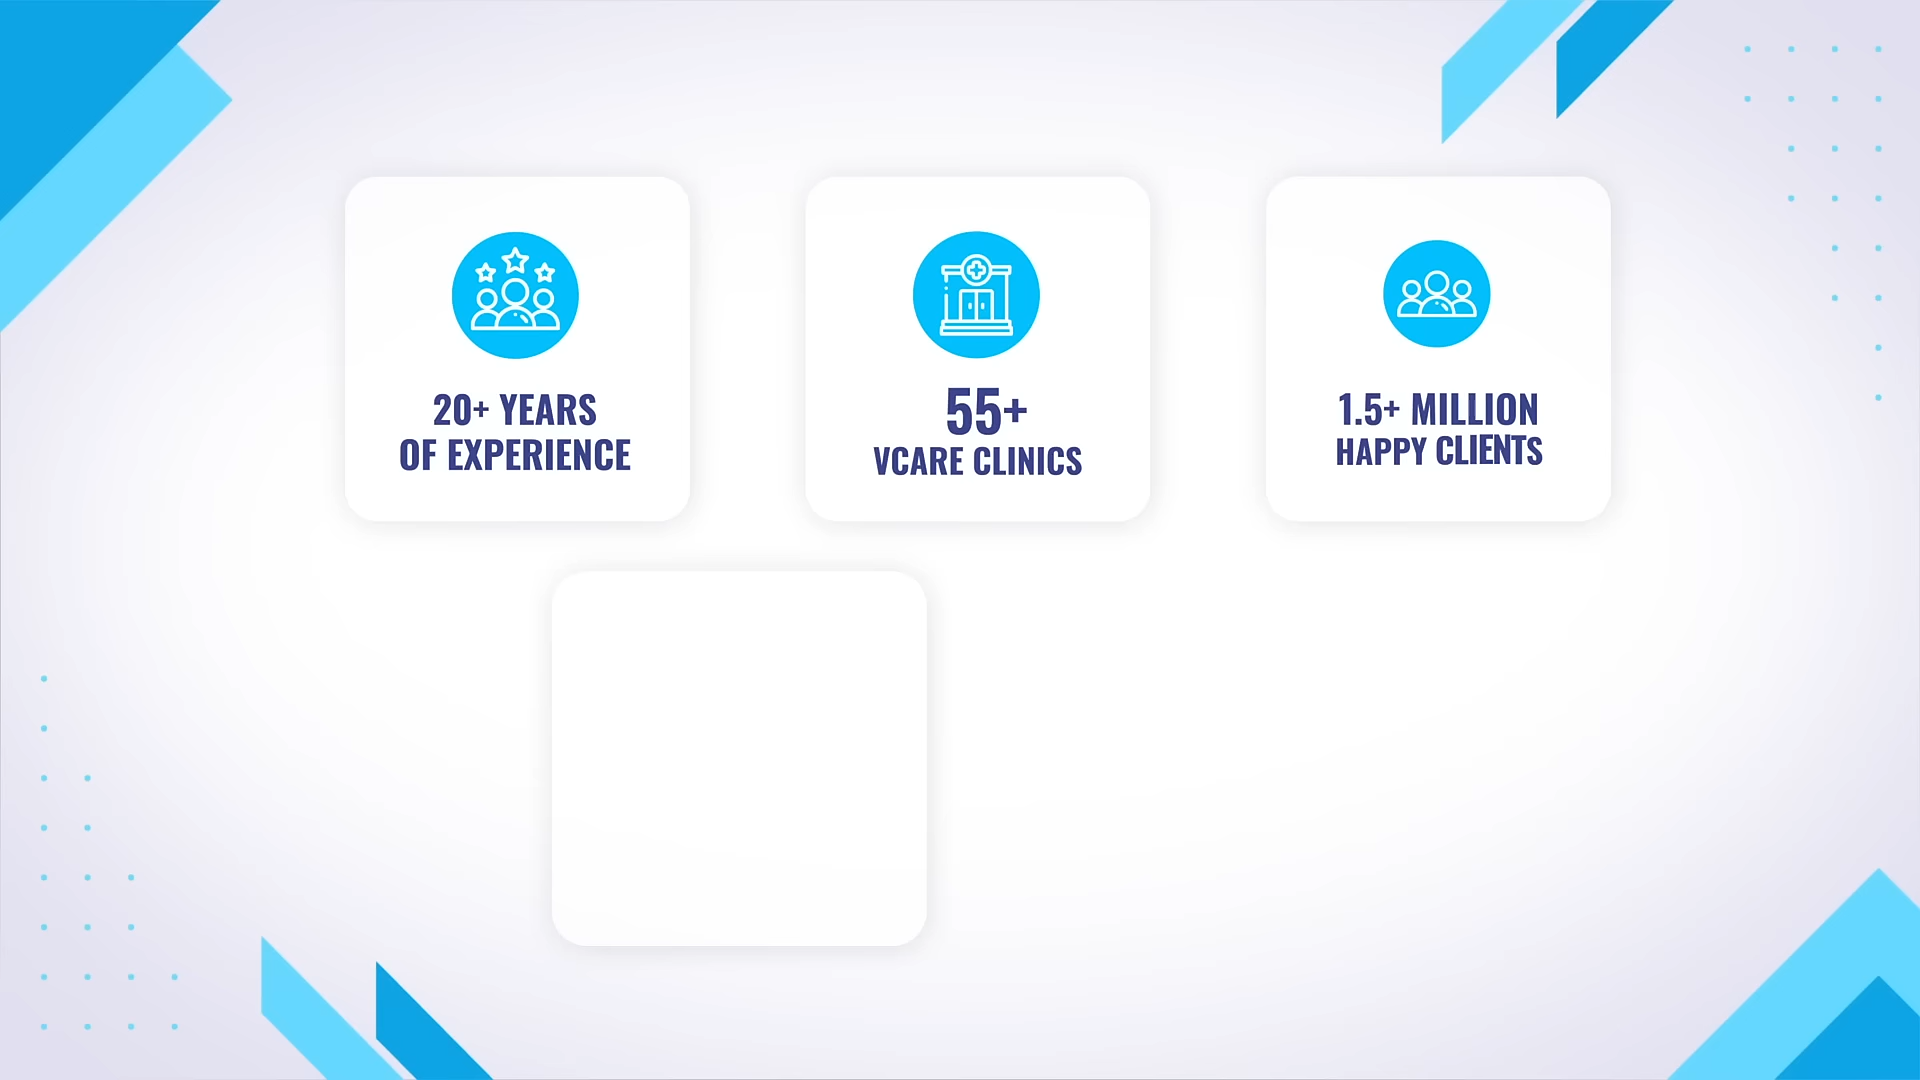 20+ YEARS
OF EXPERIENCE
55+
VCARE CLINICS
1.5+ MILLION
HAPPY CLIENTS